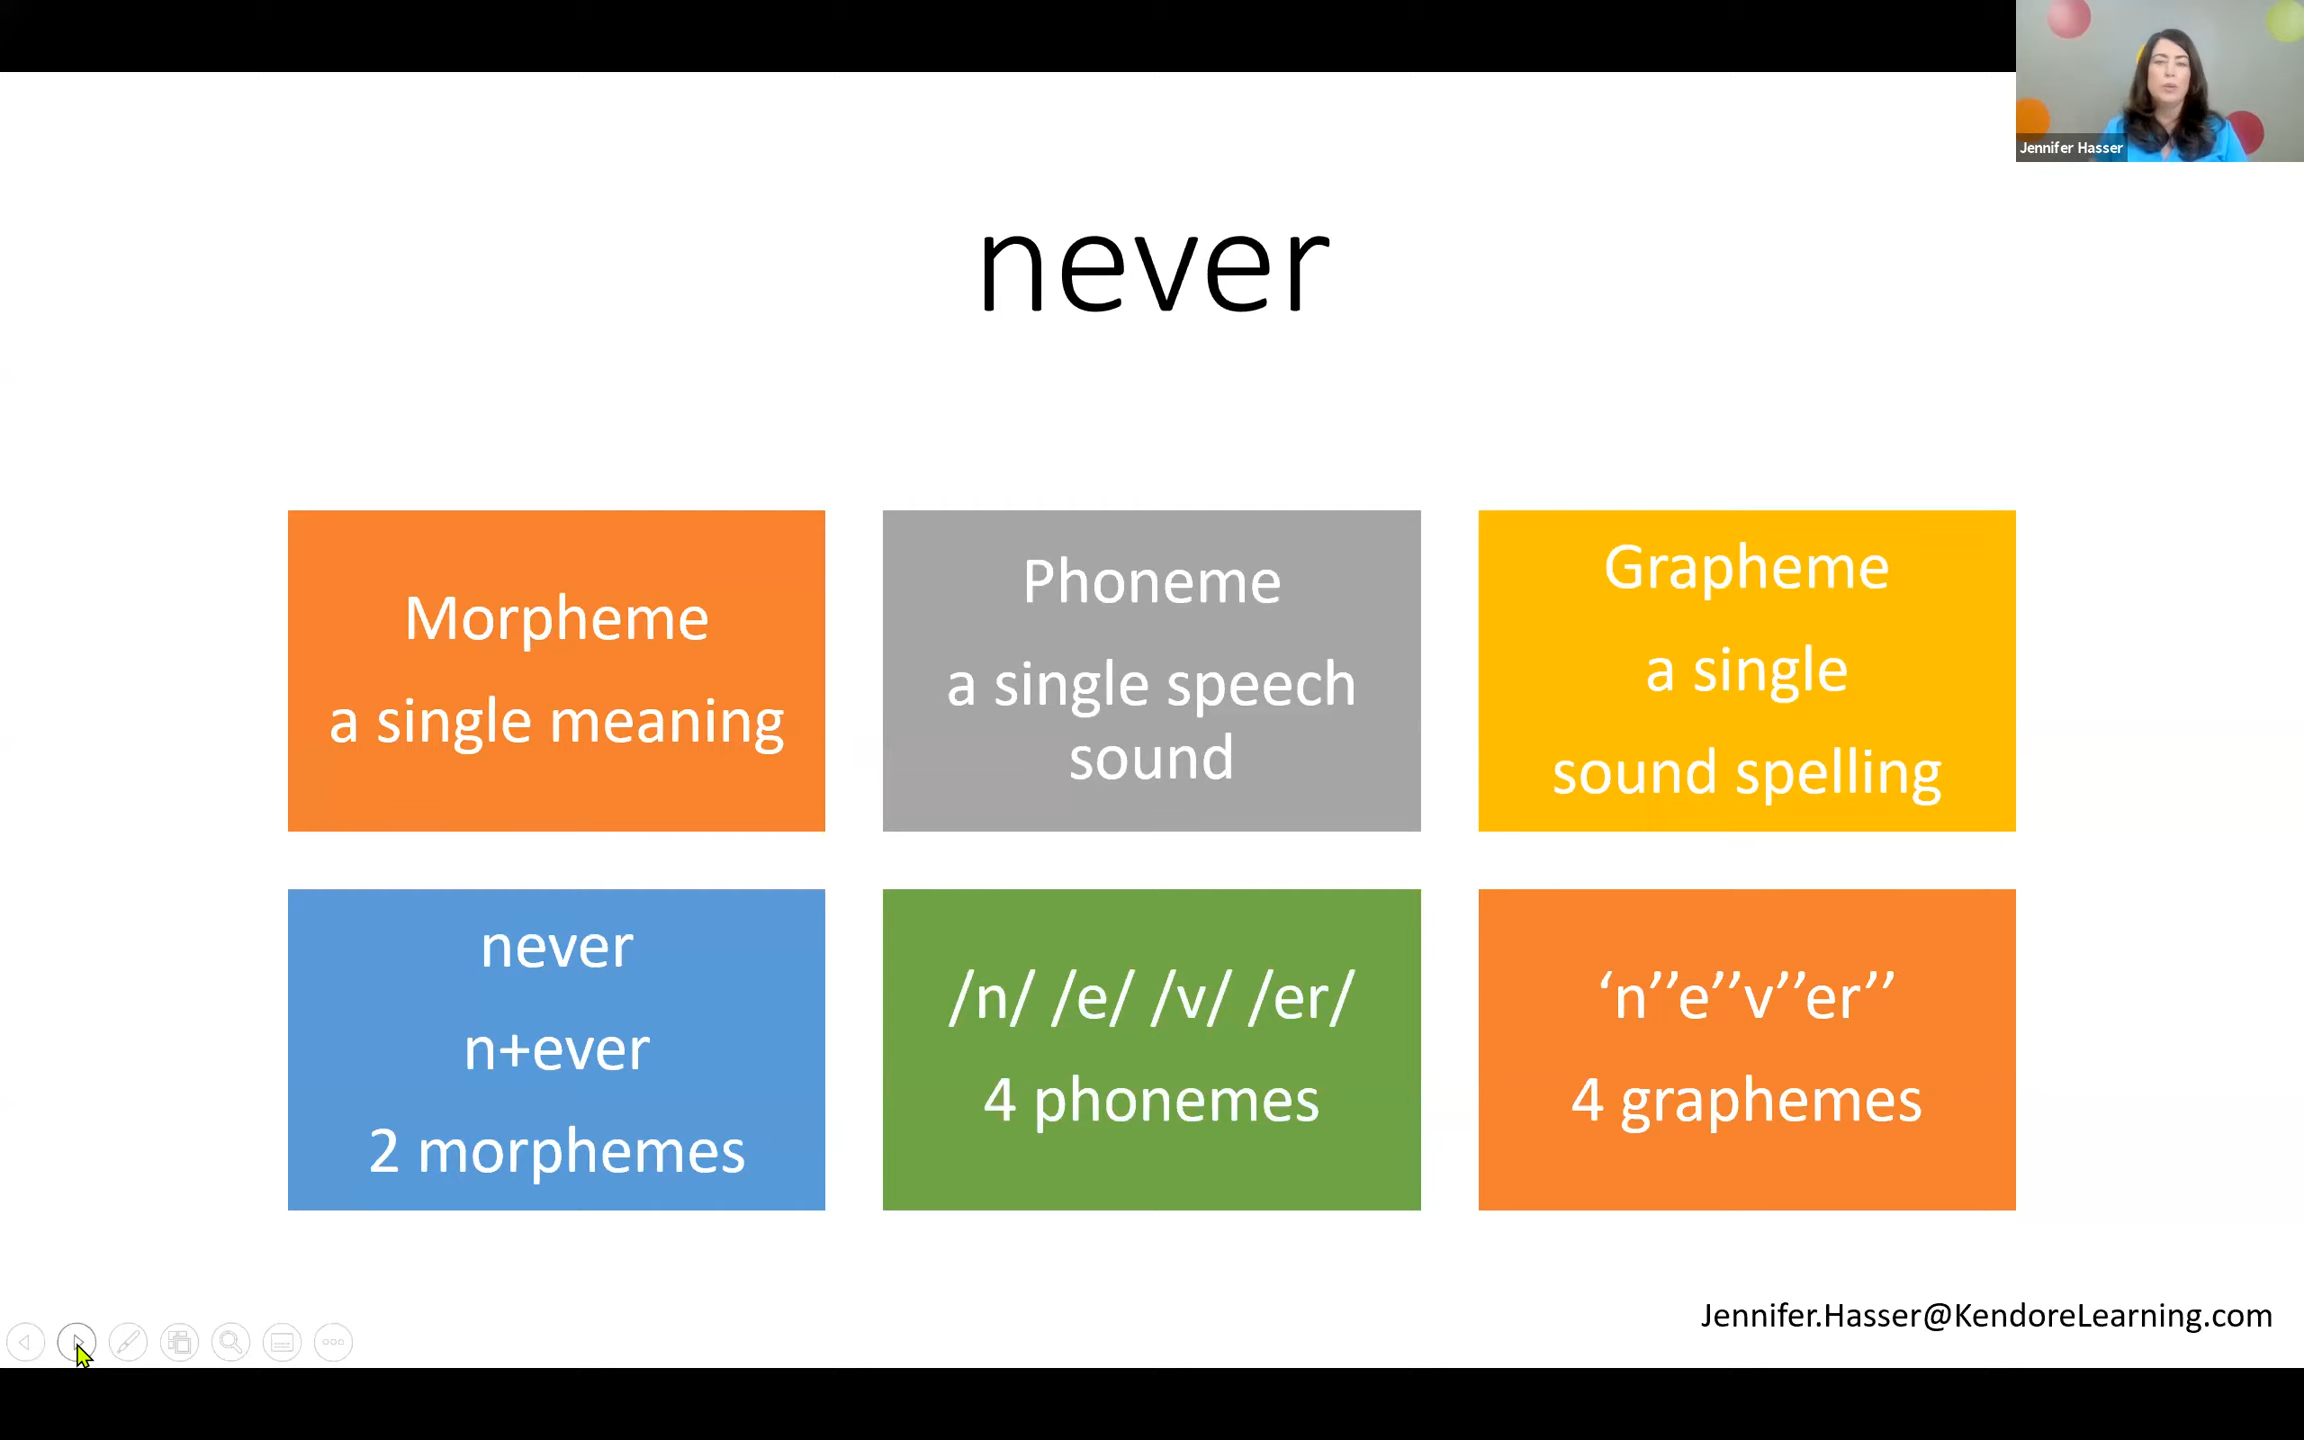 Jennifer Hasser
never
Morpheme
a single meaning
Phoneme
a single speech
sound
Grapheme
a single
sound spelling
never
n+ever
2 morphemes
/n/ /e/ /v/ /er/
4 phonemes
‘n’’e’’v’’er’’
4 graphemes
Jennifer.Hasser@KendoreLearning.com